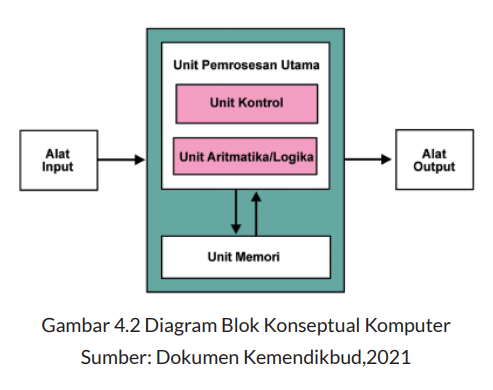 Unit Pemrosesan Utama
Unit Kontrol
Unit Aritmatika/Logika
Alat
Input
Alat
Output
Unit Memori
Gambar 4.2 Diagram Blok Konseptual Komputer
Sumber: Dokumen Kemendikbud,2021